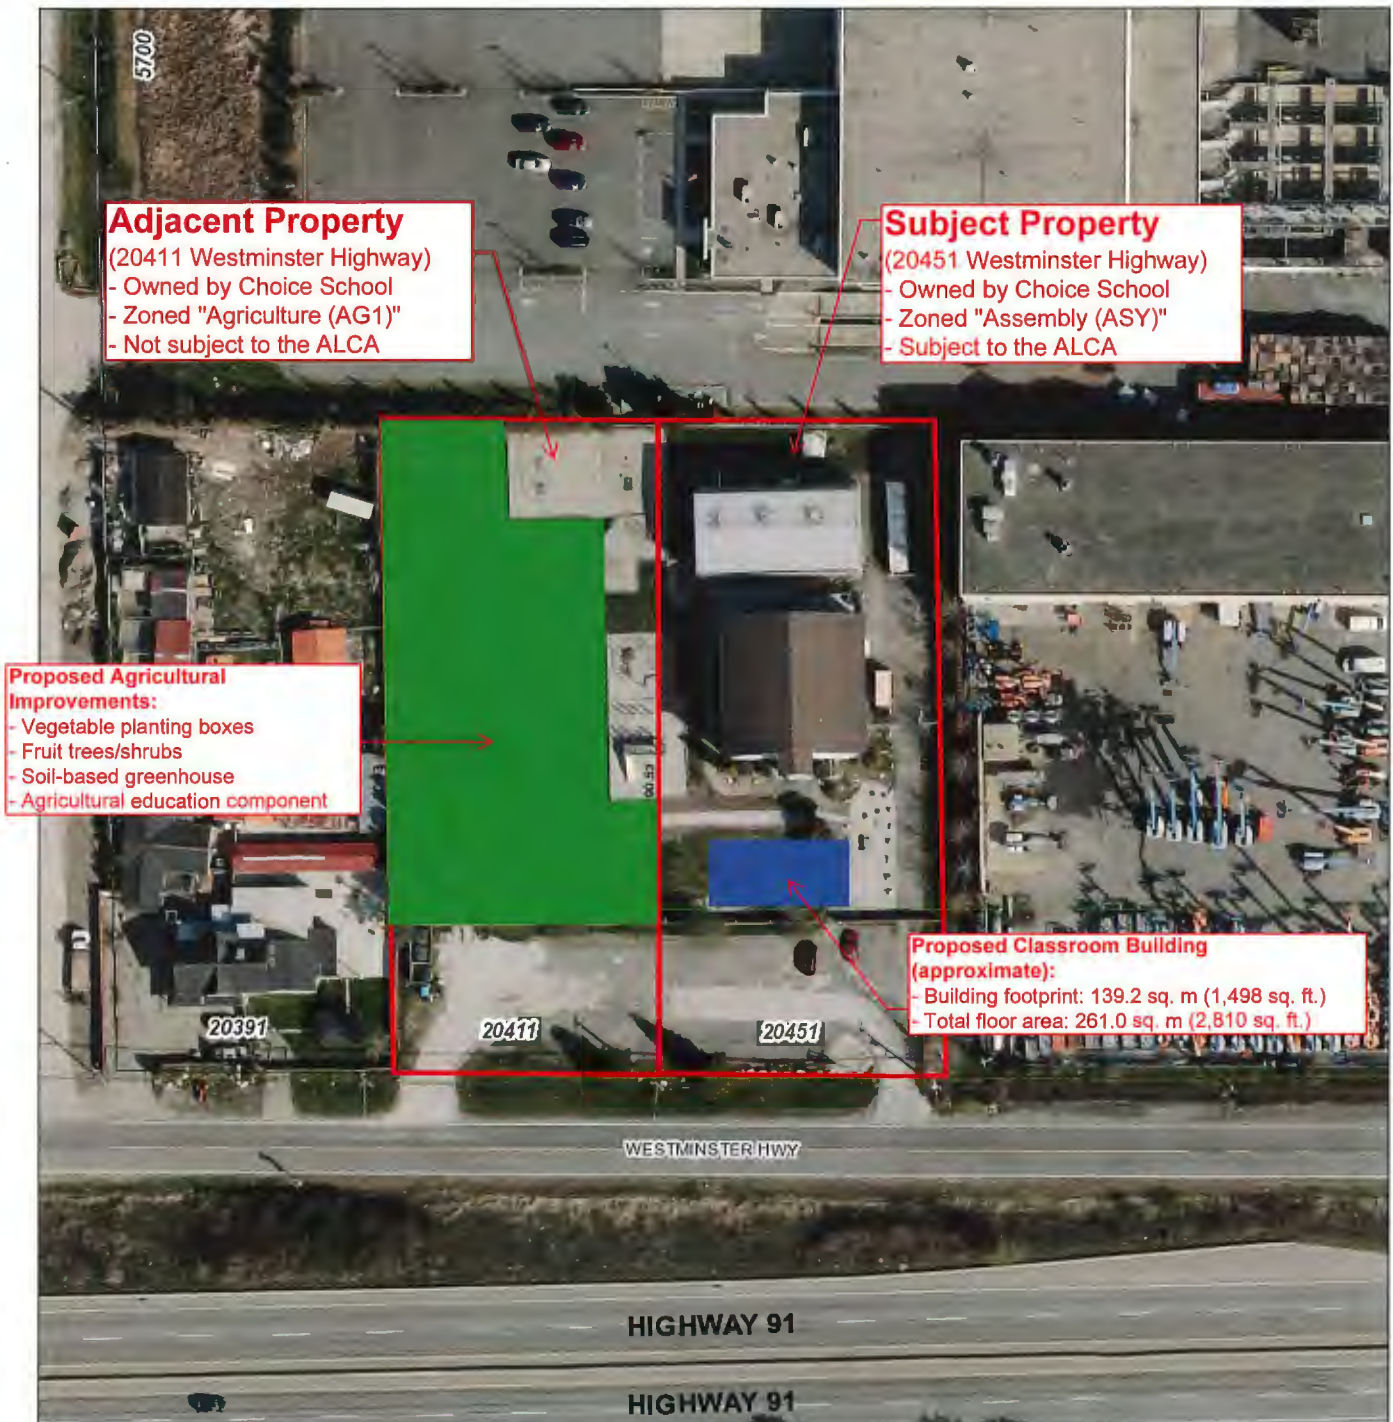 5700
Adjacent Property
(20411 Westminster Highway)
- Owned by Choice School
- Zoned "Agriculture (AG1)"
- Not subject to the ALCA
Subject Property
(20451 Westminster Highway)
- Owned by Choice School
- Zoned "Assembly (ASY)"
- Subject to the ALCA
Proposed Agricultural
Improvements:
- Vegetable planting boxes
- Fruit trees/shrubs
- Soil-based greenhouse
- Agricultural education component
Proposed Classroom Building
(approximate):
- Building footprint: 139.2 sq. m (1,498 sq. ft.)
- Total floor area: 261.0 sq. m (2,810 sq. ft.)
20391
20411
20451
WESTMINSTER HWY
HIGHWAY 91
HIGHWAY 91